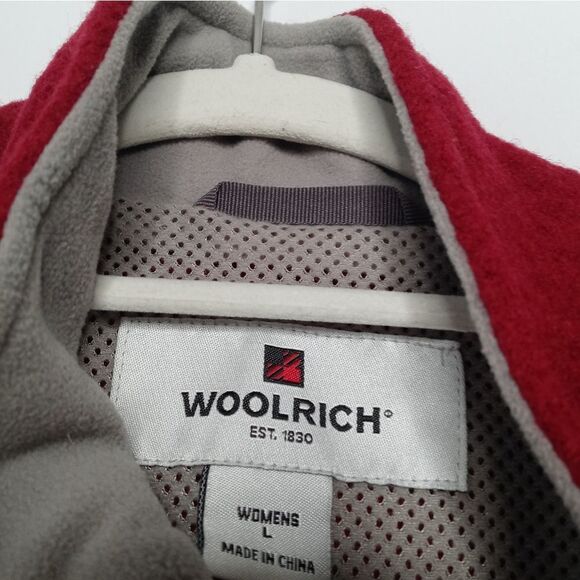 WOOLRICH®
EST. 1830
WOMENS
L
MADE IN CHINA